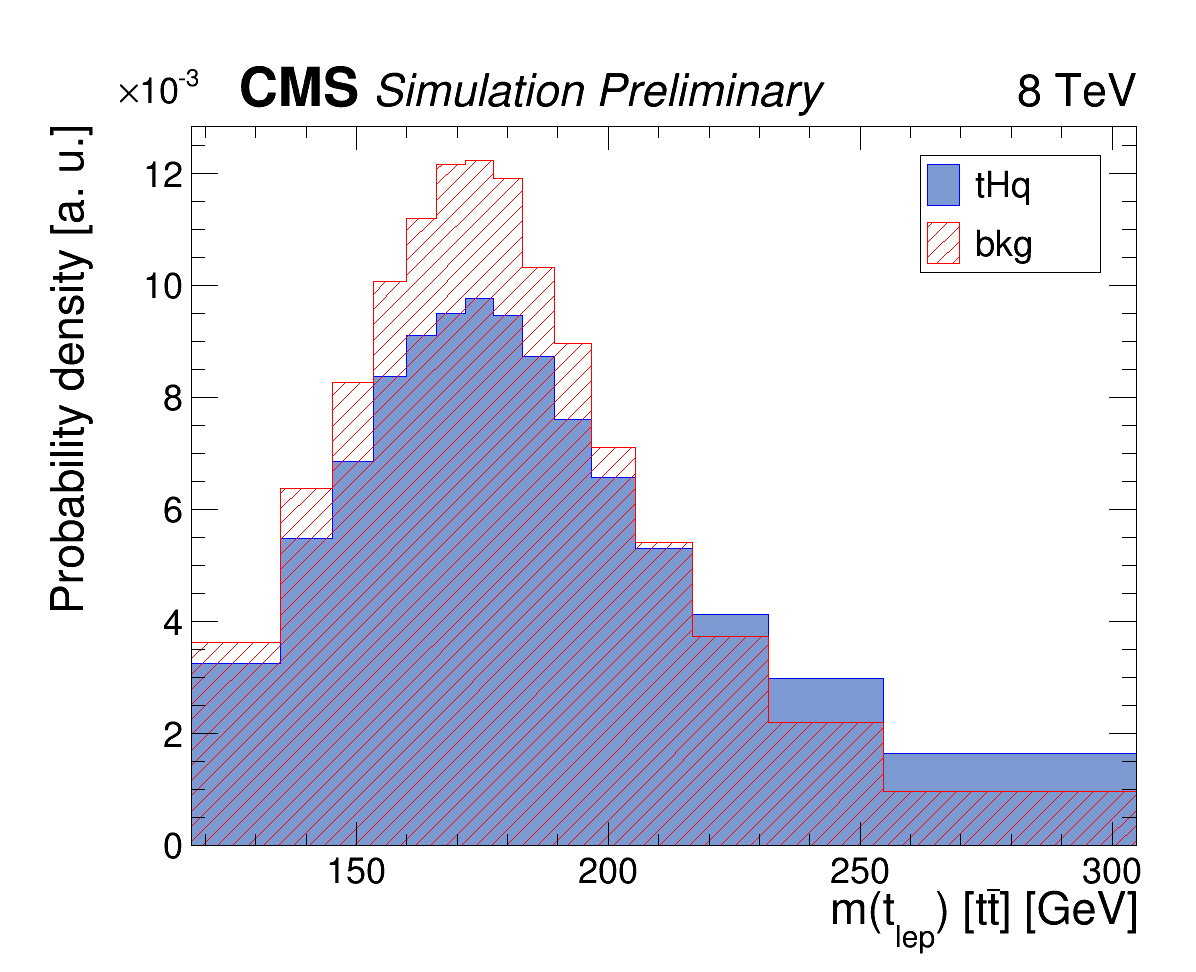 ×10⁻³ CMS Simulation Preliminary 8 TeV
Probability density [a. u.]
12
10
8
6
4
2
0
tHq
bkg
150 200 250 300
m(t_lep) [tt̄] [GeV]